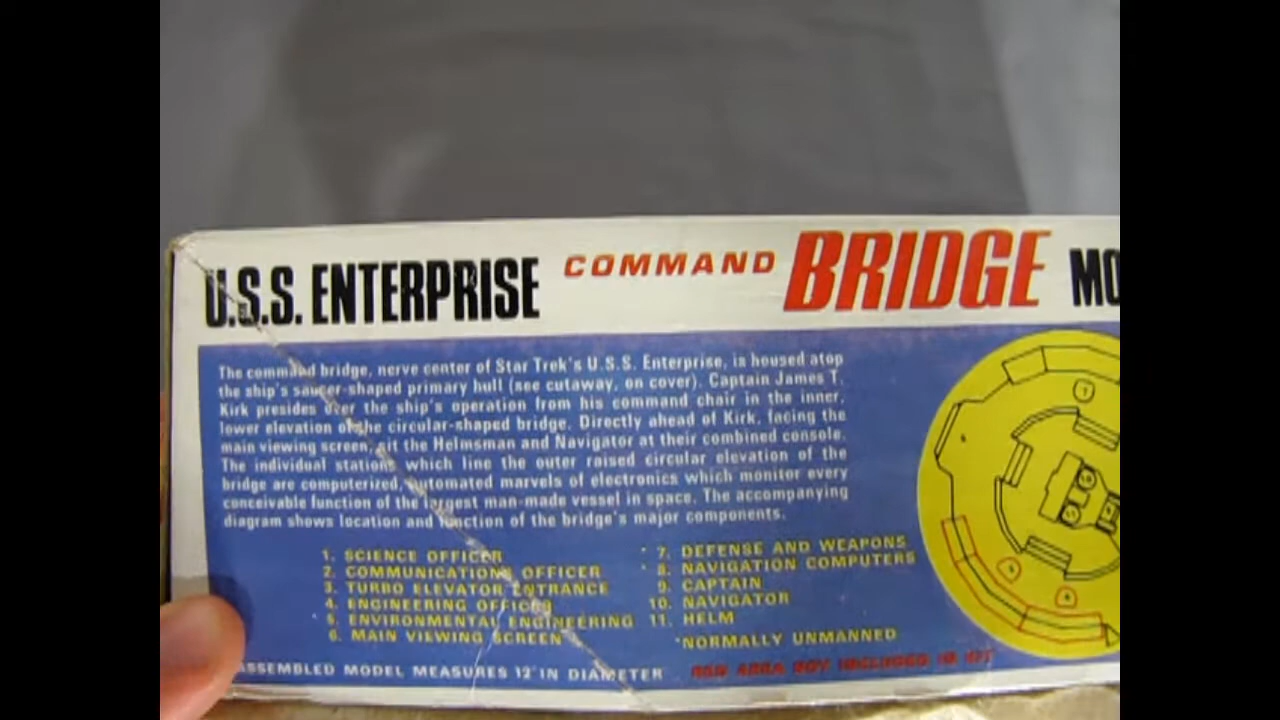 U.S.S. ENTERPRISE COMMAND BRIDGE MO
The command bridge, nerve center of Star Trek's U.S.S. Enterprise, is housed atop
the ship's saucer-shaped primary hull (see cutaway, on cover). Captain James T.
Kirk presides over the ship's operation from his command chair in the inner,
lower elevation of the circular-shaped bridge. Directly ahead of Kirk, facing the
main viewing screen, sit the Helmsman and Navigator at their combined console.
The individual stations which line the outer raised circular elevation of the
bridge are computerized, automated marvels of electronics which monitor every
conceivable function of the largest man-made vessel in space. The accompanying
diagram shows location and function of the bridge's major components.
1. SCIENCE OFFICER
2. COMMUNICATIONS OFFICER
3. TURBO ELEVATOR ENTRANCE
4. ENGINEERING OFFICER
5. ENVIRONMENTAL ENGINEERING
6. MAIN VIEWING SCREEN
* 7. DEFENSE AND WEAPONS
* 8. NAVIGATION COMPUTERS
9. CAPTAIN
10. NAVIGATOR
11. HELM
*NORMALLY UNMANNED
ASSEMBLED MODEL MEASURES 12" IN DIAMETER
RED AREA NOT INCLUDED IN KIT